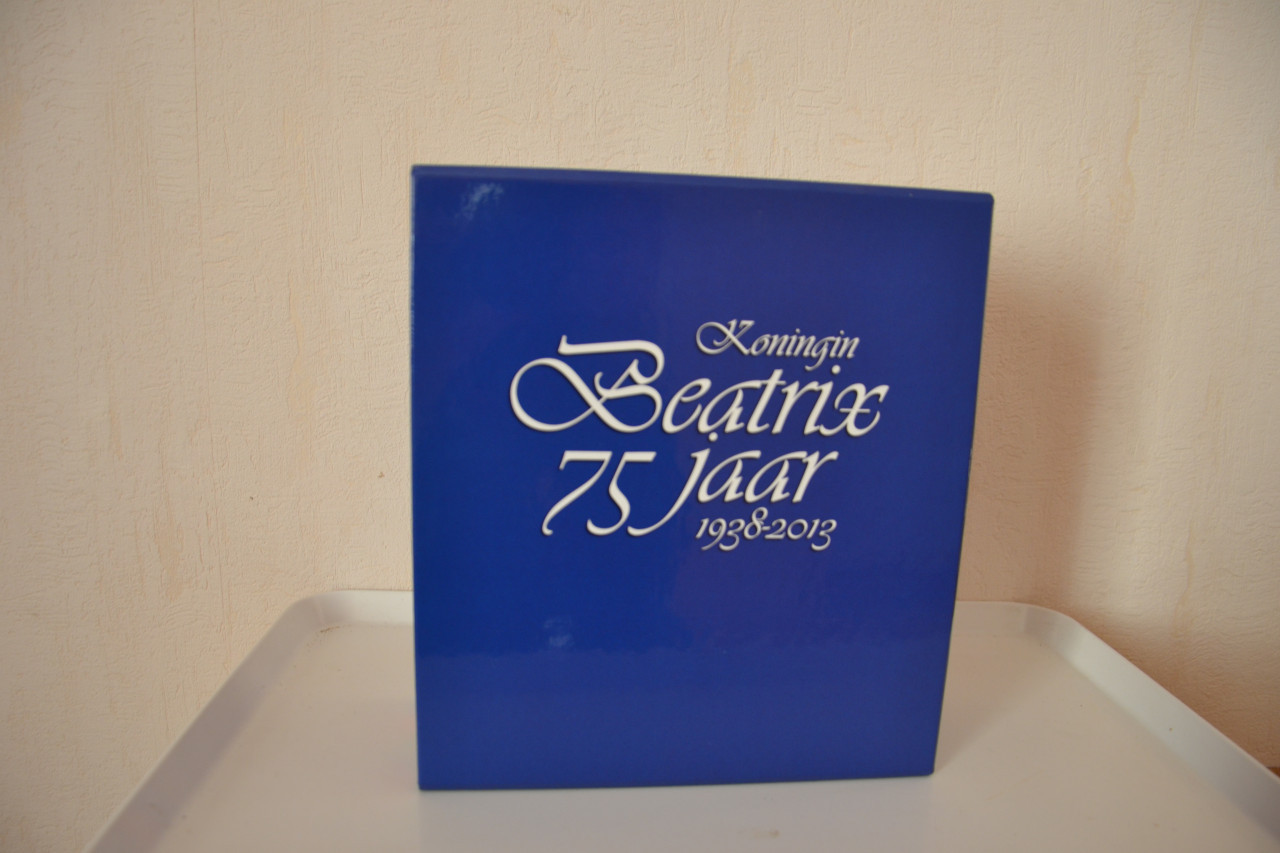 Koningin
Beatrix
75 jaar
1938-2013